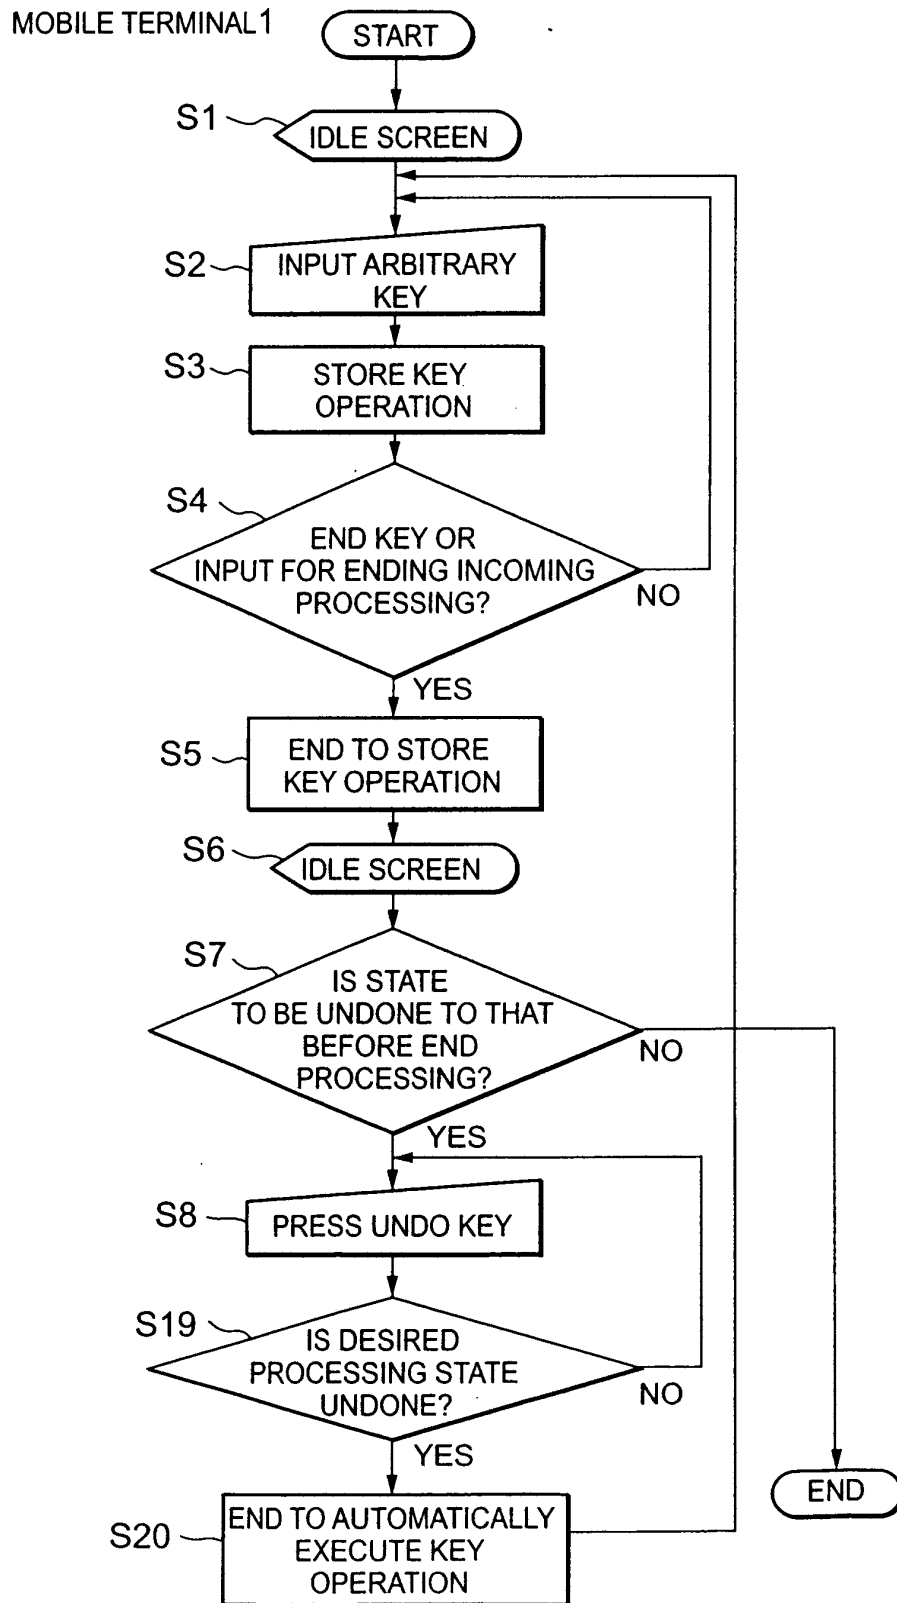 MOBILE TERMINAL1
START
S1
IDLE SCREEN
S2
INPUT ARBITRARY
KEY
S3
STORE KEY
OPERATION
S4
END KEY OR
INPUT FOR ENDING INCOMING
PROCESSING?
NO
YES
S5
END TO STORE
KEY OPERATION
S6
IDLE SCREEN
S7
IS STATE
TO BE UNDONE TO THAT
BEFORE END
PROCESSING?
NO
YES
S8
PRESS UNDO KEY
S19
IS DESIRED
PROCESSING STATE
UNDONE?
NO
YES
END
S20
END TO AUTOMATICALLY
EXECUTE KEY
OPERATION